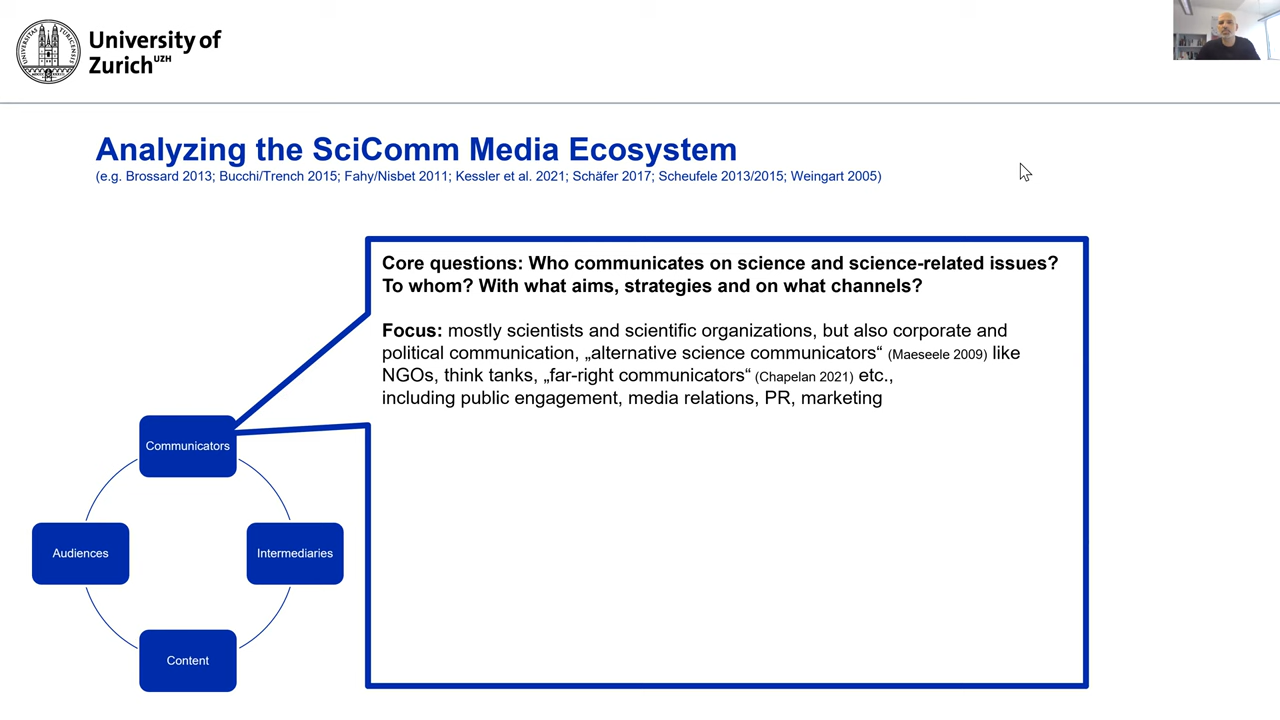 University of
Zurich UZH
Analyzing the SciComm Media Ecosystem
(e.g. Brossard 2013; Bucchi/Trench 2015; Fahy/Nisbet 2011; Kessler et al. 2021; Schäfer 2017; Scheufele 2013/2015; Weingart 2005)
Core questions: Who communicates on science and science-related issues?
To whom? With what aims, strategies and on what channels?
Focus: mostly scientists and scientific organizations, but also corporate and
political communication, „alternative science communicators“ (Maeseele 2009) like
NGOs, think tanks, „far-right communicators“ (Chapelan 2021) etc.,
including public engagement, media relations, PR, marketing
Communicators
Audiences
Intermediaries
Content